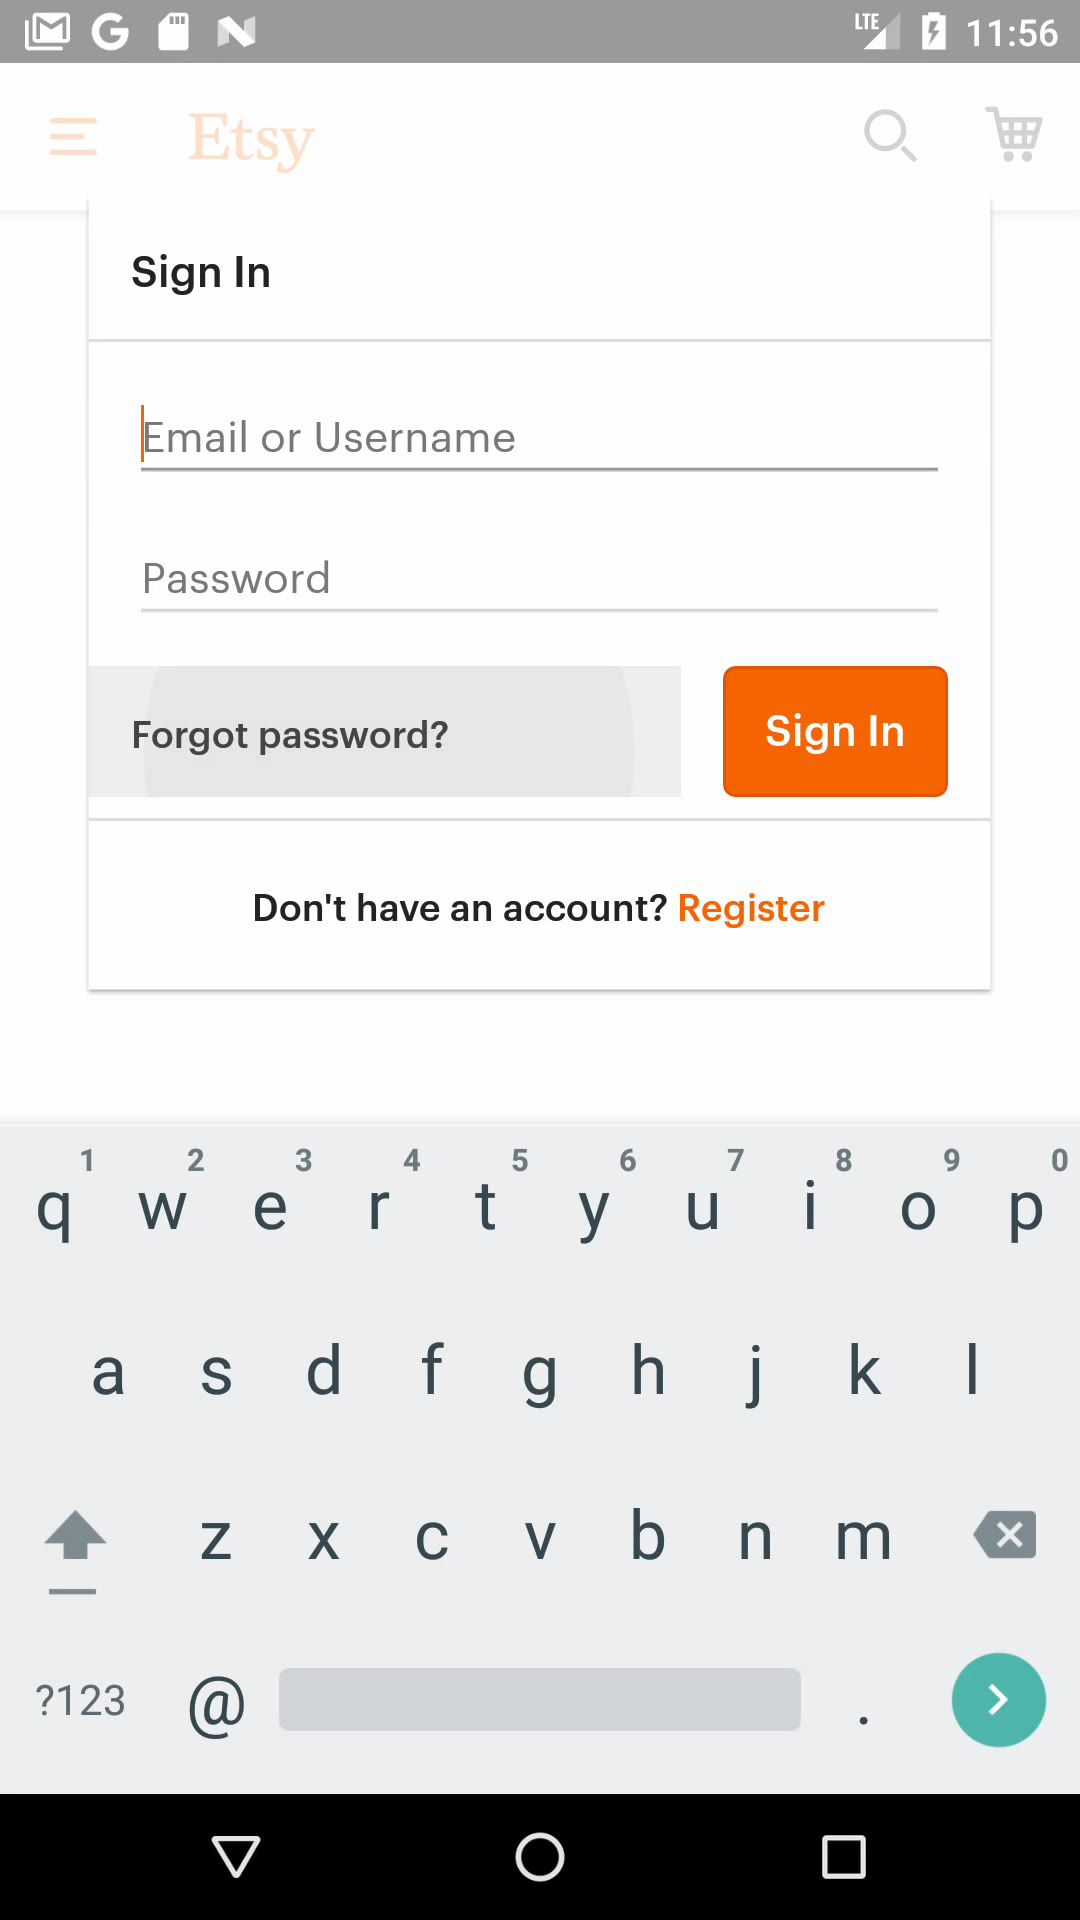 LTE 11:56
Etsy
Sign In
Email or Username
Password
Forgot password?
Sign In
Don't have an account? Register
1 2 3 4 5 6 7 8 9 0
q w e r t y u i o p
a s d f g h j k l
z x c v b n m
?123 @ .